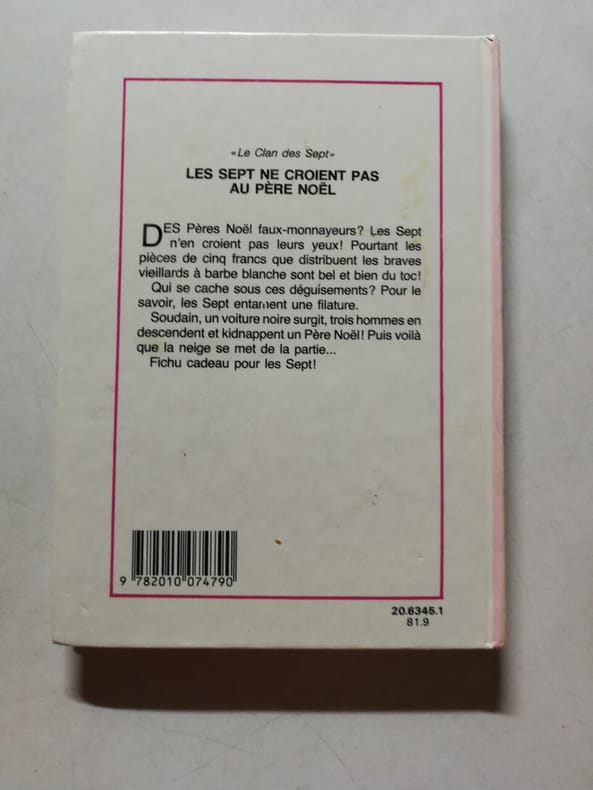 «Le Clan des Sept»
LES SEPT NE CROIENT PAS
AU PÈRE NOËL
DES Pères Noël faux-monnayeurs? Les Sept
n'en croient pas leurs yeux! Pourtant les
pièces de cinq francs que distribuent les braves
vieillards à barbe blanche sont bel et bien du toc!
Qui se cache sous ces déguisements? Pour le
savoir, les Sept entament une filature.
Soudain, un voiture noire surgit, trois hommes en
descendent et kidnappent un Père Noël! Puis voilà
que la neige se met de la partie...
Fichu cadeau pour les Sept!
9 782010 074790
20.6345.1
81.9